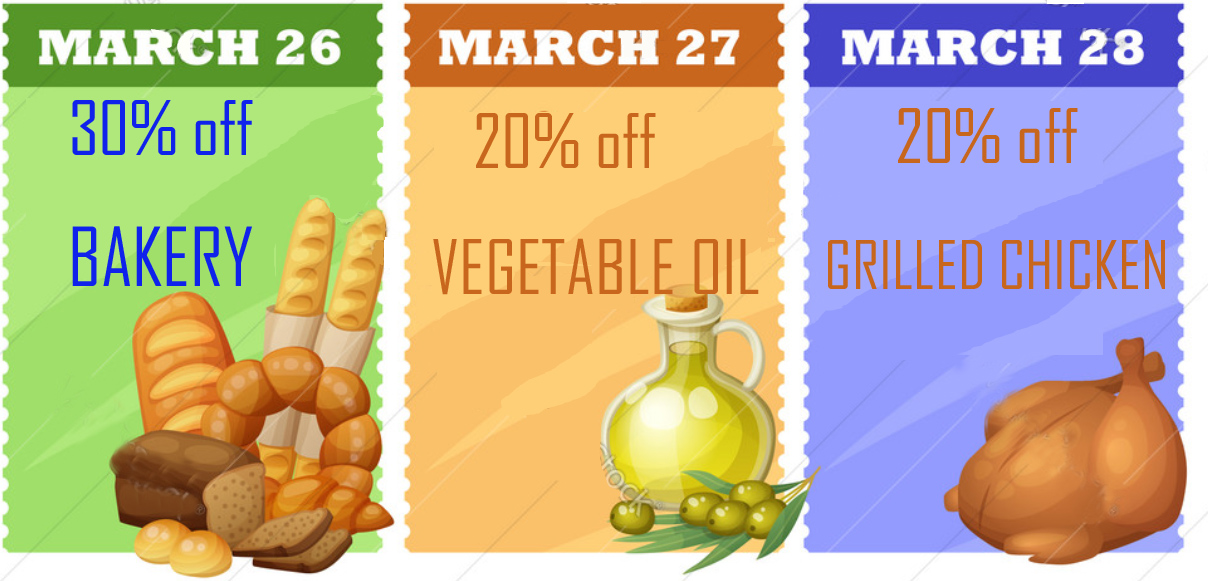 MARCH 26
30% off
BAKERY
MARCH 27
20% off
VEGETABLE OIL
MARCH 28
20% off
GRILLED CHICKEN